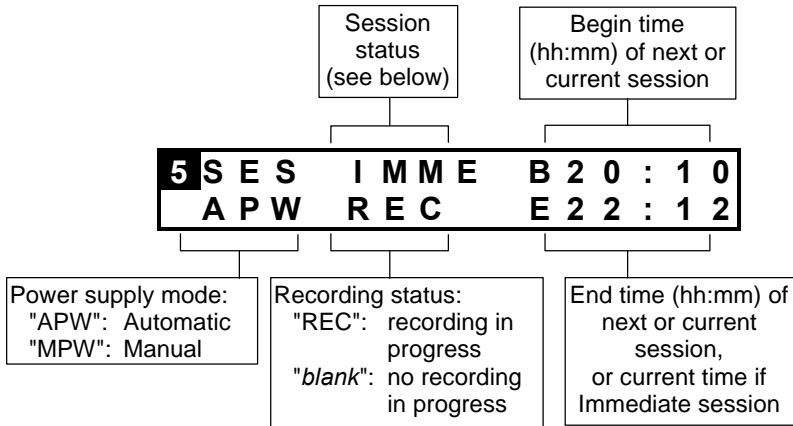 Session
status
(see below)
Begin time
(hh:mm) of next or
current session
5 SES IMME B20:10
APW REC E22:12
Power supply mode:
"APW": Automatic
"MPW": Manual
Recording status:
"REC": recording in
progress
"blank": no recording
in progress
End time (hh:mm) of
next or current
session,
or current time if
Immediate session